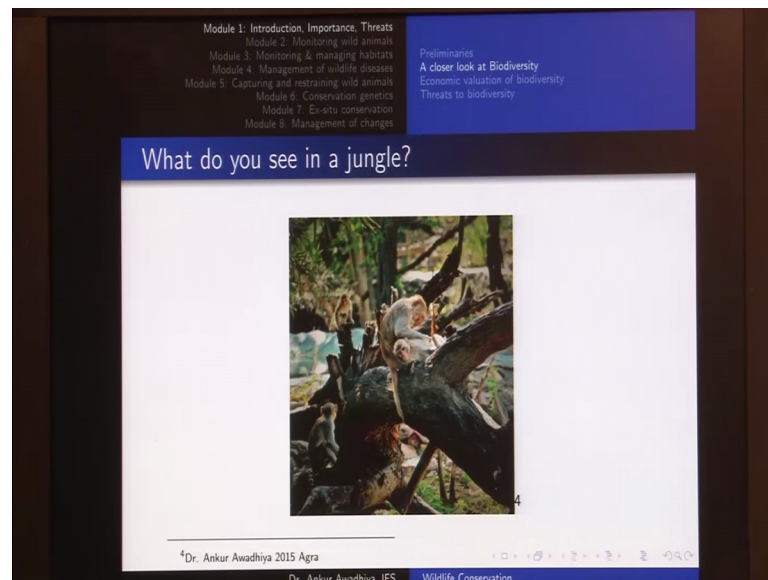 Module 1: Introduction, Importance, Threats
Module 2: Monitoring wild animals
Module 3: Monitoring & managing habitats
Module 4: Management of wildlife diseases
Module 5: Capturing and restraining wild animals
Module 6: Conservation genetics
Module 7: Ex-situ conservation
Module 8: Management of changes
Preliminaries
A closer look at Biodiversity
Economic valuation of biodiversity
Threats to biodiversity
What do you see in a jungle?
4
4Dr. Ankur Awadhiya 2015 Agra
Dr. Ankur Awadhiya, IFS
Wildlife Conservation